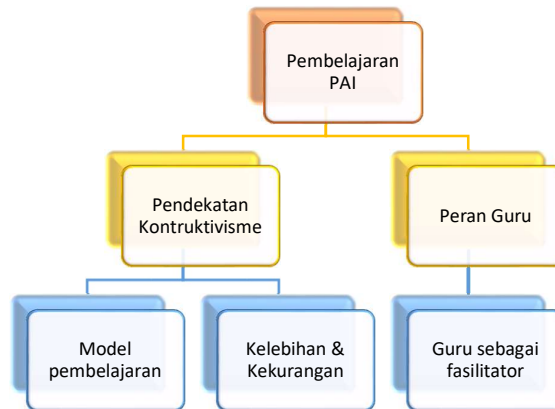 Pembelajaran
PAI
Pendekatan
Kontruktivisme
Peran Guru
Model
pembelajaran
Kelebihan &
Kekurangan
Guru sebagai
fasilitator